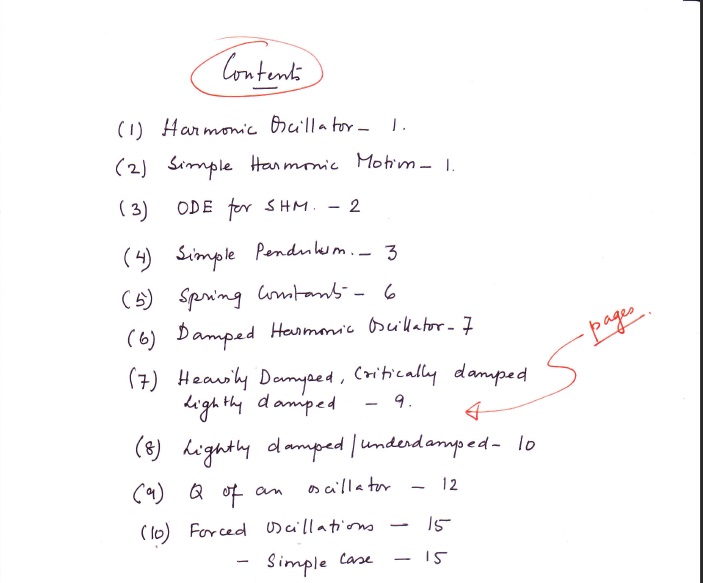 Contents
(1) Harmonic Oscillator - 1.
(2) Simple Harmonic Motion - 1.
(3) ODE for SHM. - 2
(4) Simple Pendulum. - 3
(5) Spring Constant - 6
(6) Damped Harmonic Oscillator - 7
pages.
(7) Heavily Damped, Critically damped
Lightly damped - 9.
(8) Lightly damped/underdamped - 10
(9) Q of an oscillator - 12
(10) Forced Oscillations - 15
- Simple Case - 15